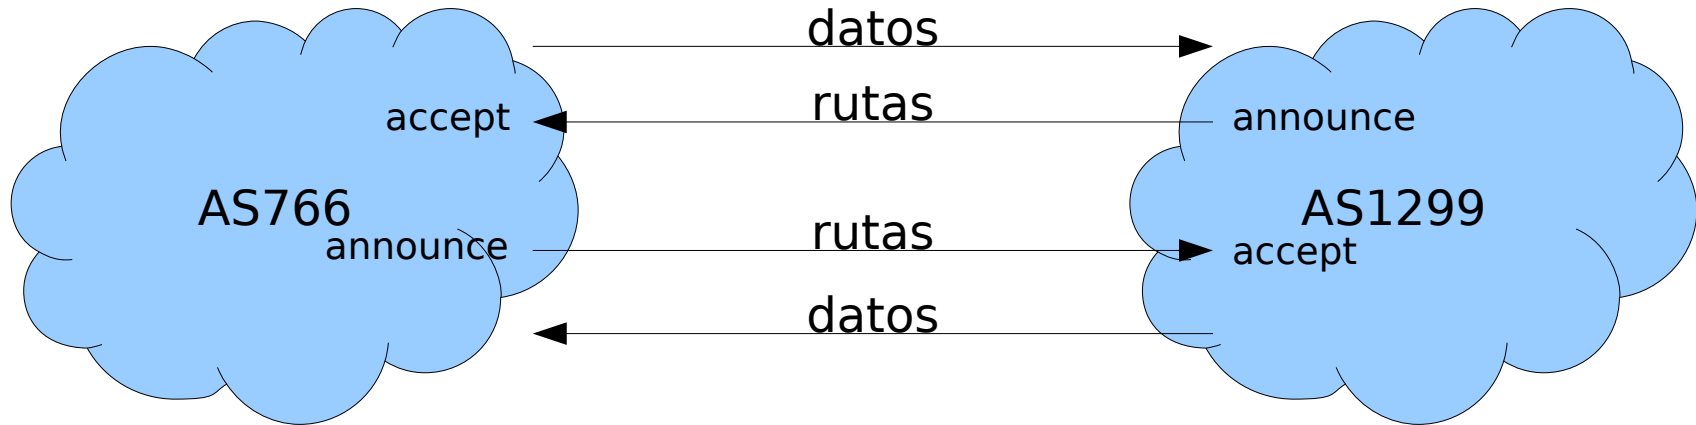 datos
rutas
accept
announce
AS766
AS1299
announce
rutas
accept
datos